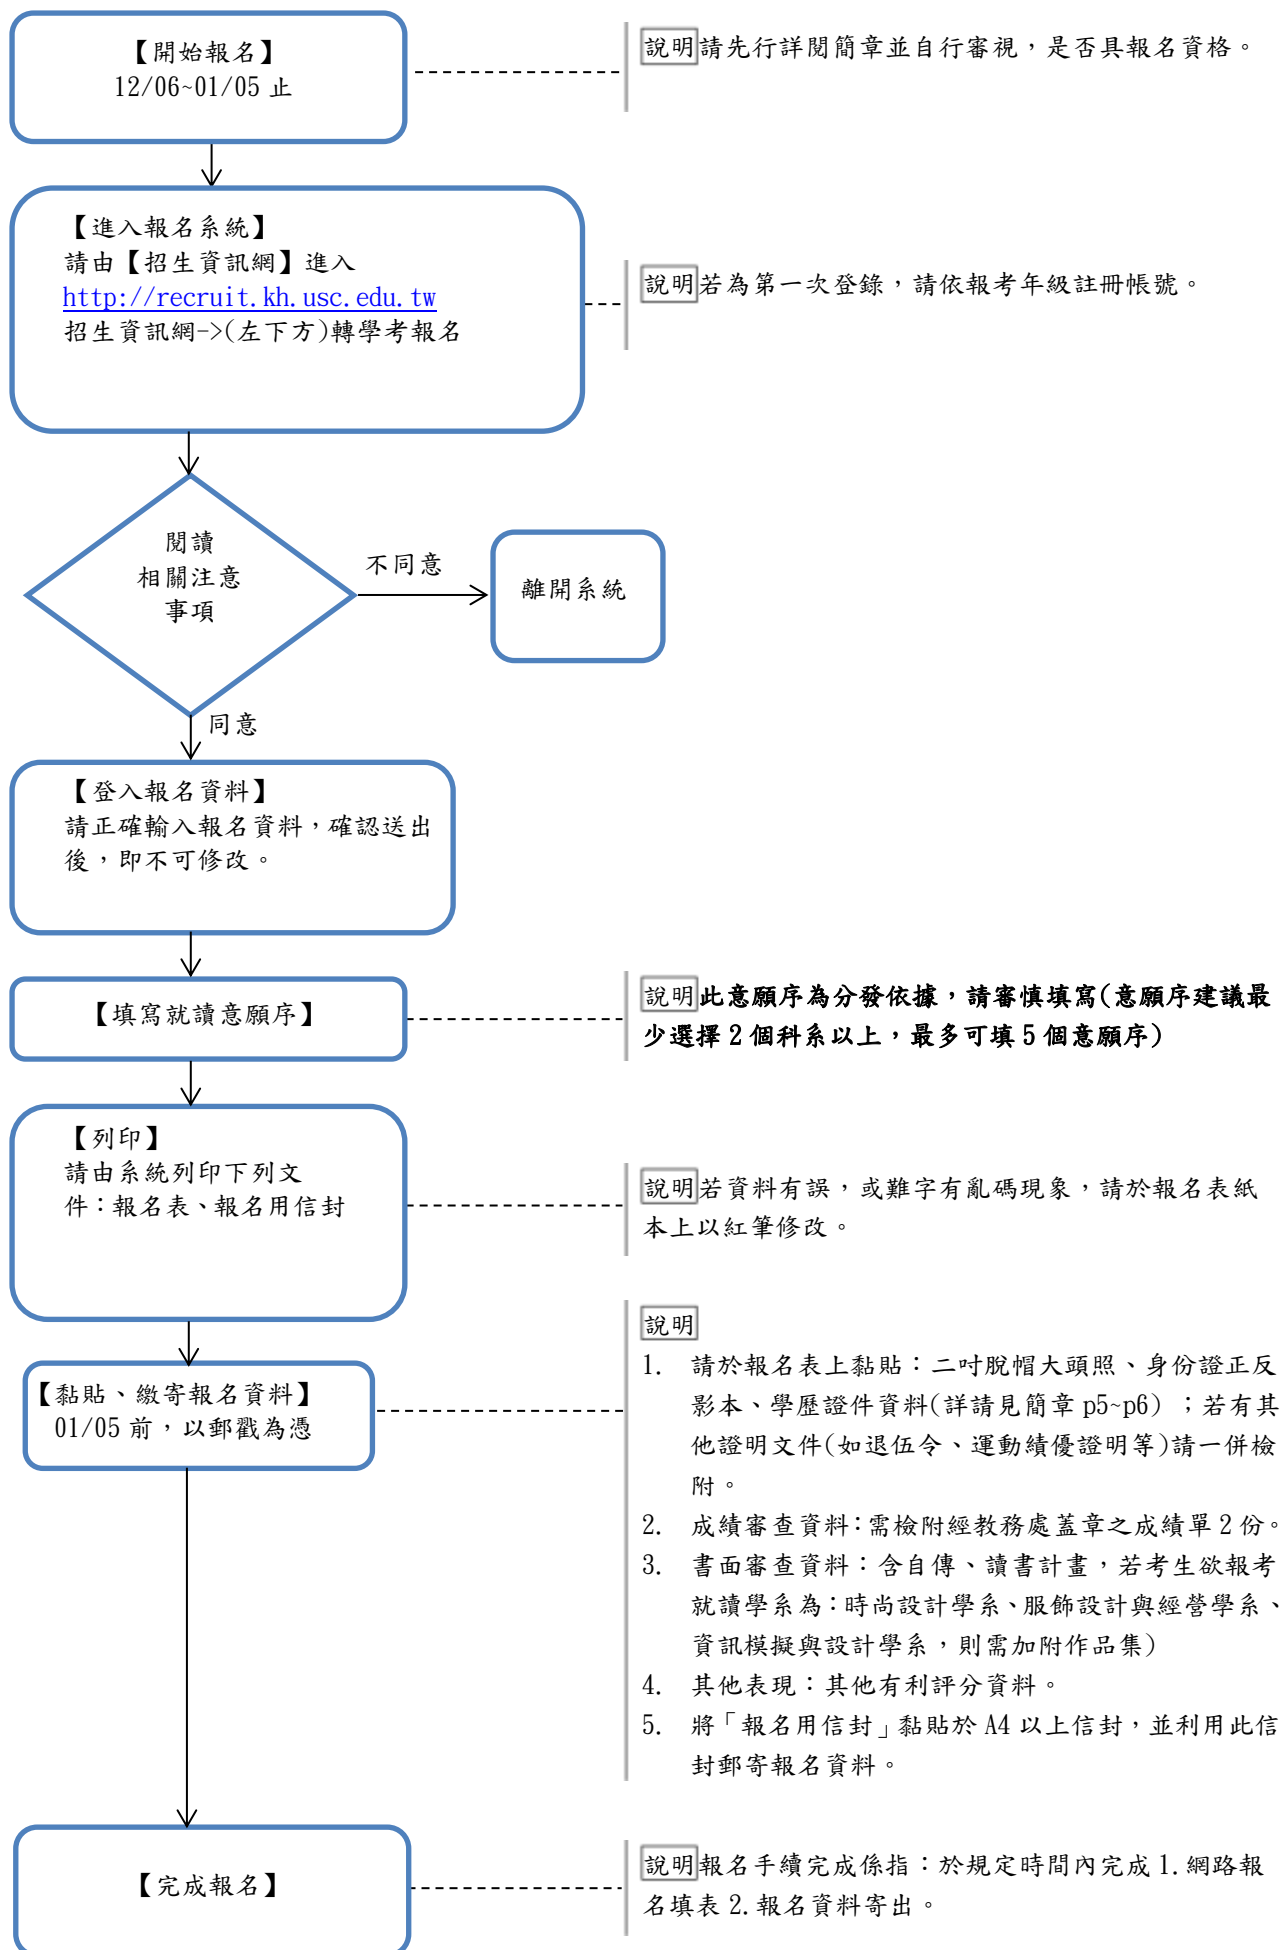 【開始報名】
12/06~01/05 止
說明請先行詳閱簡章並自行審視，是否具報名資格。
【進入報名系統】
請由【招生資訊網】進入
http://recruit.kh.usc.edu.tw
招生資訊網->(左下方)轉學考報名
說明若為第一次登錄，請依報考年級註冊帳號。
閱讀
相關注意
事項
不同意
離開系統
同意
【登入報名資料】
請正確輸入報名資料，確認送出
後，即不可修改。
【填寫就讀意願序】
說明此意願序為分發依據，請審慎填寫(意願序建議最
少選擇 2 個科系以上，最多可填 5 個意願序)
【列印】
請由系統列印下列文
件：報名表、報名用信封
說明若資料有誤，或難字有亂碼現象，請於報名表紙
本上以紅筆修改。
【黏貼、繳寄報名資料】
01/05 前，以郵戳為憑
說明
1. 請於報名表上黏貼：二吋脫帽大頭照、身份證正反
影本、學歷證件資料(詳請見簡章 p5~p6) ；若有其
他證明文件(如退伍令、運動績優證明等)請一併檢
附。
2. 成績審查資料：需檢附經教務處蓋章之成績單 2 份。
3. 書面審查資料：含自傳、讀書計畫，若考生欲報考
就讀學系為：時尚設計學系、服飾設計與經營學系、
資訊模擬與設計學系，則需加附作品集)
4. 其他表現：其他有利評分資料。
5. 將「報名用信封」黏貼於 A4 以上信封，並利用此信
封郵寄報名資料。
【完成報名】
說明報名手續完成係指：於規定時間內完成 1.網路報
名填表 2.報名資料寄出。